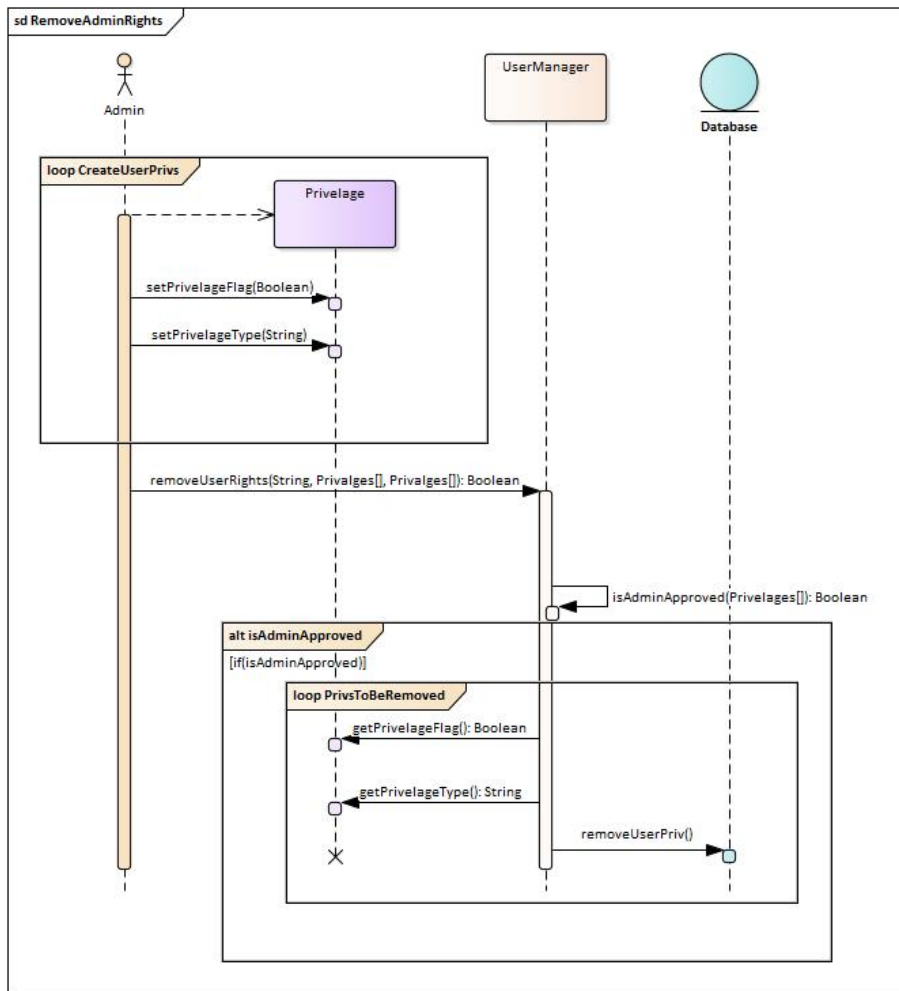 sd RemoveAdminRights
Admin
UserManager
Database
loop CreateUserPrivs
Privelage
setPrivelageFlag(Boolean)
setPrivelageType(String)
removeUserRights(String, Privalges[], Privalges[]): Boolean
isAdminApproved(Privelages[]): Boolean
alt isAdminApproved
[if(isAdminApproved)]
loop PrivsToBeRemoved
getPrivelageFlag(): Boolean
getPrivelageType(): String
removeUserPriv()